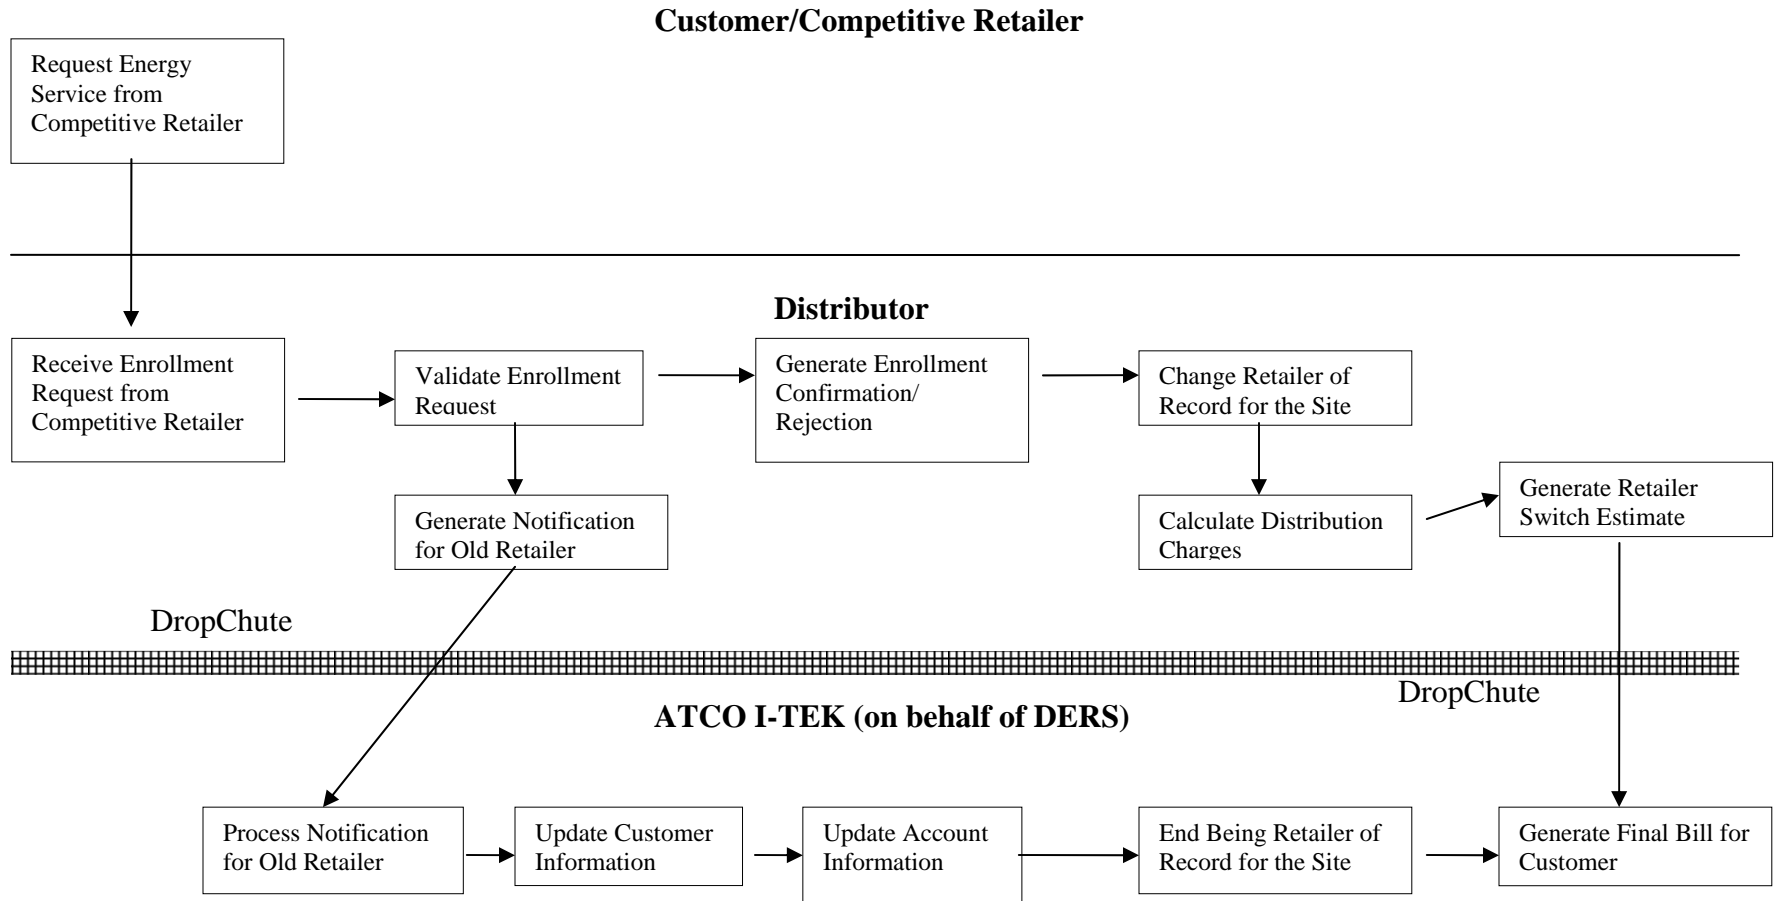 Customer/Competitive Retailer
Request Energy
Service from
Competitive Retailer
Distributor
Receive Enrollment
Request from
Competitive Retailer
Validate Enrollment
Request
Generate Enrollment
Confirmation/
Rejection
Change Retailer of
Record for the Site
Generate Notification
for Old Retailer
Calculate Distribution
Charges
Generate Retailer
Switch Estimate
DropChute
DropChute
ATCO I-TEK (on behalf of DERS)
Process Notification
for Old Retailer
Update Customer
Information
Update Account
Information
End Being Retailer of
Record for the Site
Generate Final Bill for
Customer